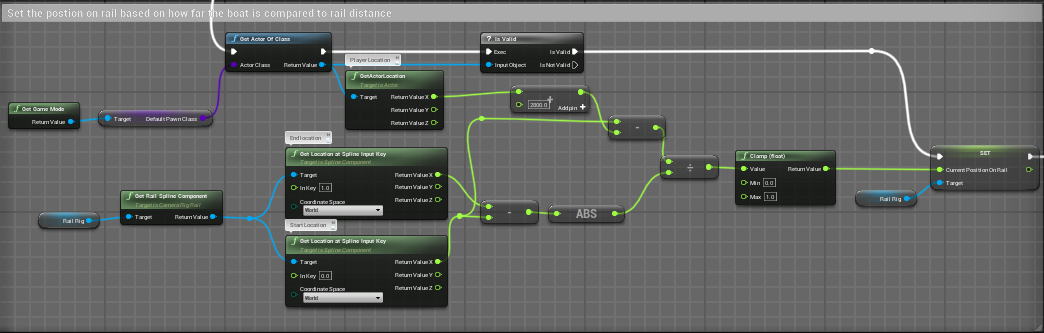 Set the postion on rail based on how far the boat is compared to rail distance
Get Actor Of Class
Actor Class
Return Value
? Is Valid
Exec
Is Valid
Input Object
Is Not Valid
Player Location
GetActorLocation
Target is Actor
Target
Return Value X
Return Value Y
Return Value Z
2000.0
Add pin +
Get Game Mode
Return Value
Target
Default Pawn Class
-
÷
End location
Get Location at Spline Input Key
Target is Spline Component
Target
Return Value X
In Key 1.0
Return Value Y
Return Value Z
Coordinate Space
World
Clamp (float)
Value
Return Value
Min 0.0
Max 1.0
SET
Current Position On Rail
Target
Rail Rig
Get Rail Spline Component
Target is Camera Rig Rail
Target
Return Value
Rail Rig
-
ABS
Start Location
Get Location at Spline Input Key
Target is Spline Component
Target
Return Value X
In Key 0.0
Return Value Y
Return Value Z
Coordinate Space
World